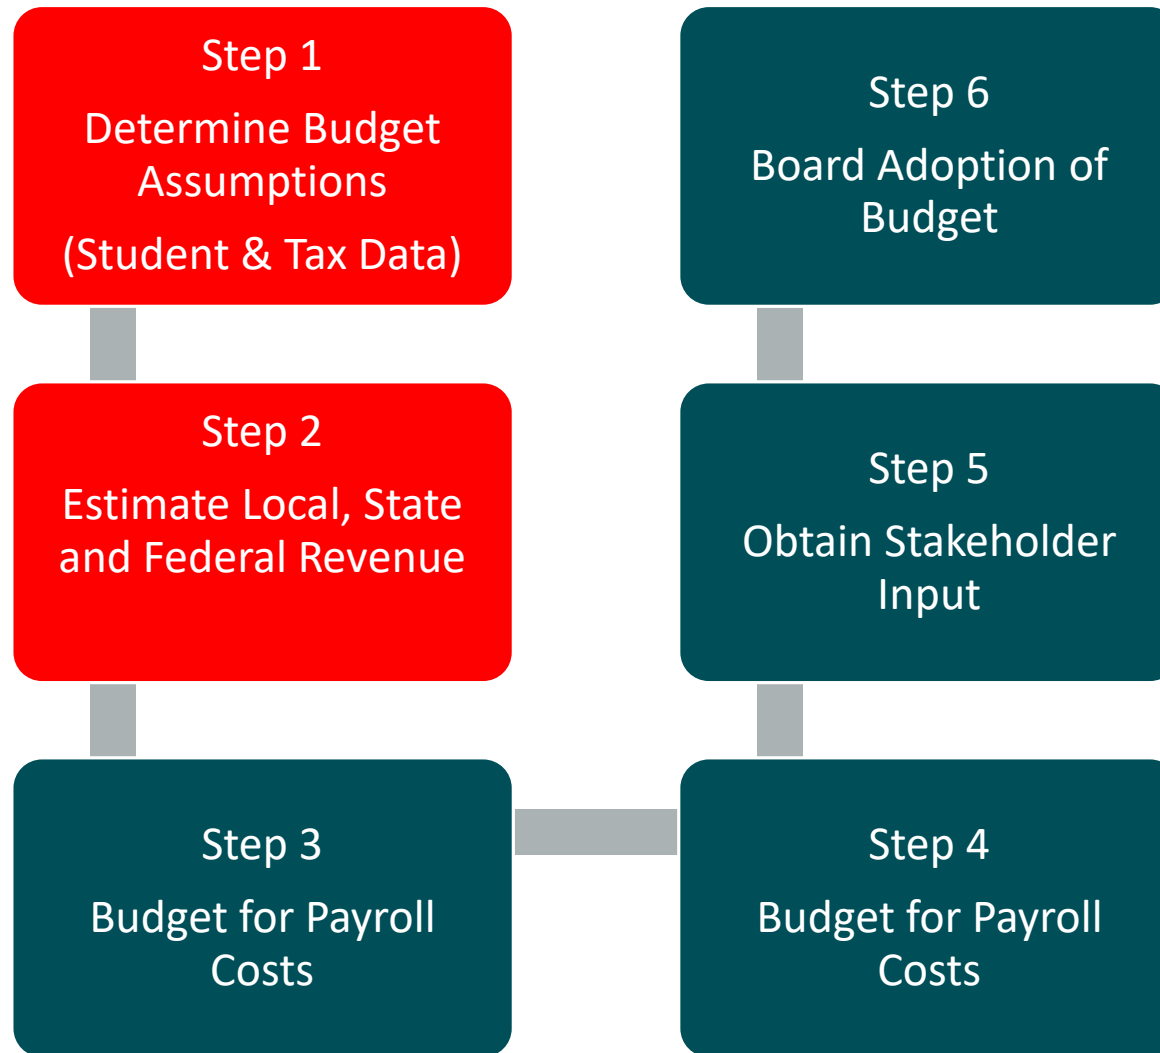 Step 1
Determine Budget
Assumptions
(Student & Tax Data)
Step 2
Estimate Local, State
and Federal Revenue
Step 3
Budget for Payroll
Costs
Step 4
Budget for Payroll
Costs
Step 5
Obtain Stakeholder
Input
Step 6
Board Adoption of
Budget